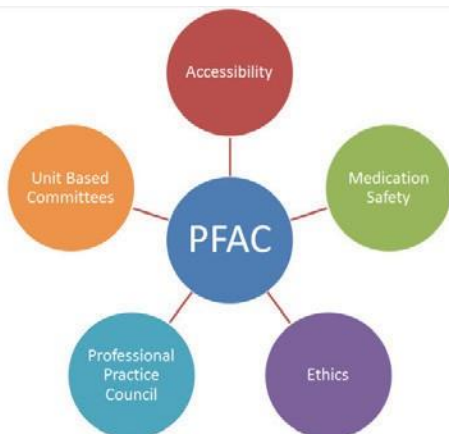 Accessibility
Unit Based
Committees
Medication
Safety
PFAC
Professional
Practice
Council
Ethics